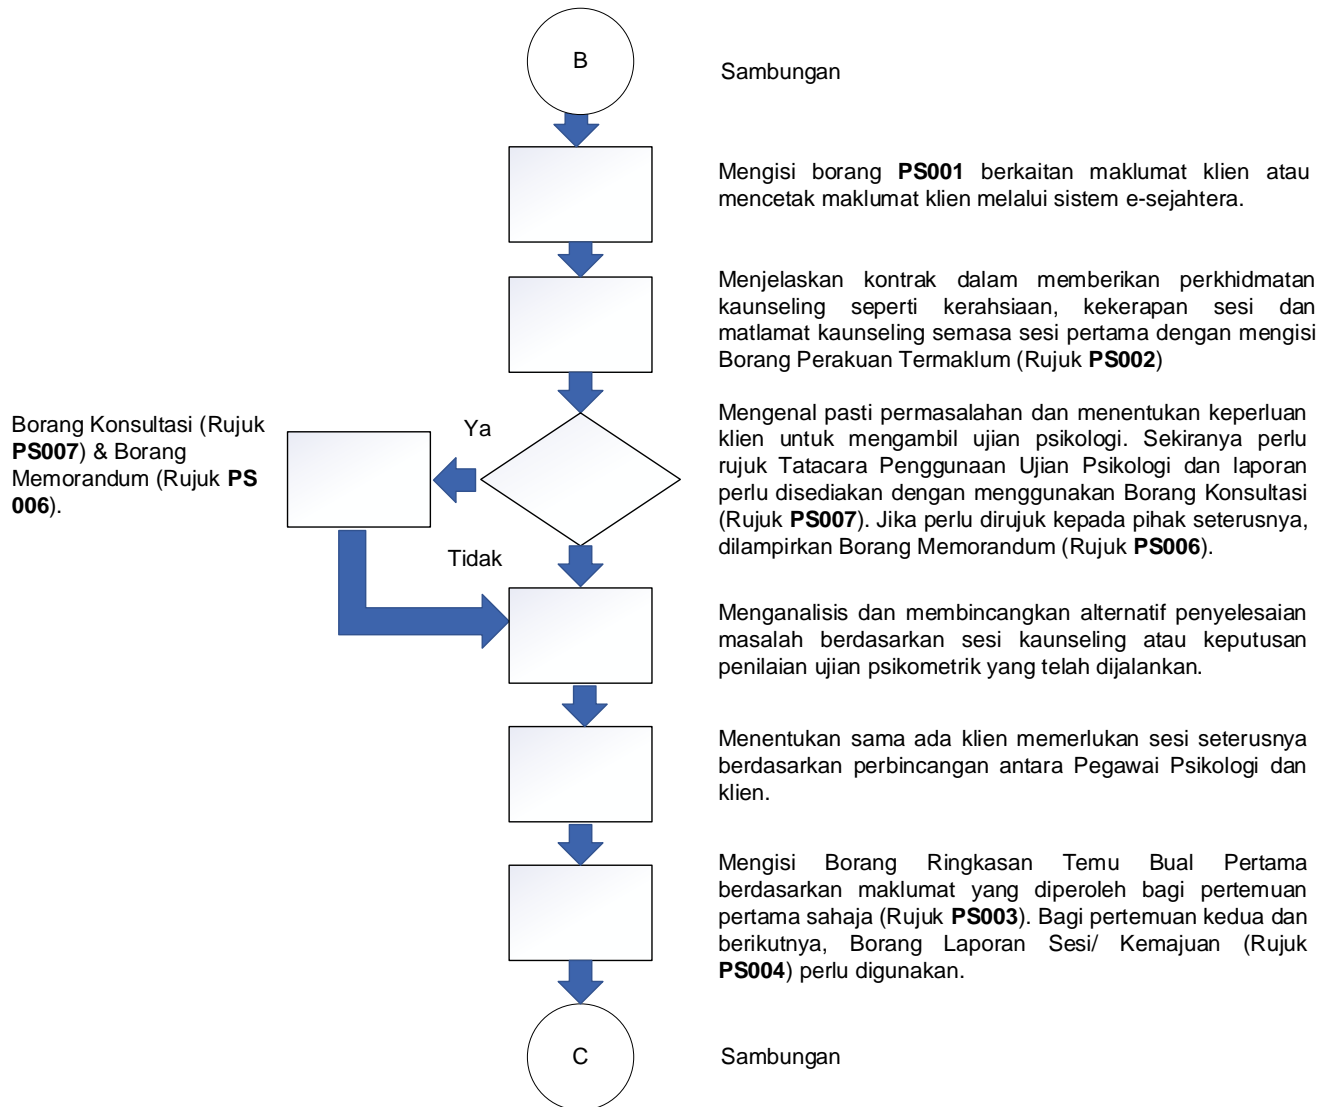 B
Sambungan
Mengisi borang PS001 berkaitan maklumat klien atau
mencetak maklumat klien melalui sistem e-sejahtera.
Menjelaskan kontrak dalam memberikan perkhidmatan
kaunseling seperti kerahsiaan, kekerapan sesi dan
matlamat kaunseling semasa sesi pertama dengan mengisi
Borang Perakuan Termaklum (Rujuk PS002)
Borang Konsultasi (Rujuk
PS007) & Borang
Memorandum (Rujuk PS
006).
Ya
Tidak
Mengenal pasti permasalahan dan menentukan keperluan
klien untuk mengambil ujian psikologi. Sekiranya perlu
rujuk Tatacara Penggunaan Ujian Psikologi dan laporan
perlu disediakan dengan menggunakan Borang Konsultasi
(Rujuk PS007). Jika perlu dirujuk kepada pihak seterusnya,
dilampirkan Borang Memorandum (Rujuk PS006).
Menganalisis dan membincangkan alternatif penyelesaian
masalah berdasarkan sesi kaunseling atau keputusan
penilaian ujian psikometrik yang telah dijalankan.
Menentukan sama ada klien memerlukan sesi seterusnya
berdasarkan perbincangan antara Pegawai Psikologi dan
klien.
Mengisi Borang Ringkasan Temu Bual Pertama
berdasarkan maklumat yang diperoleh bagi pertemuan
pertama sahaja (Rujuk PS003). Bagi pertemuan kedua dan
berikutnya, Borang Laporan Sesi/ Kemajuan (Rujuk
PS004) perlu digunakan.
C
Sambungan